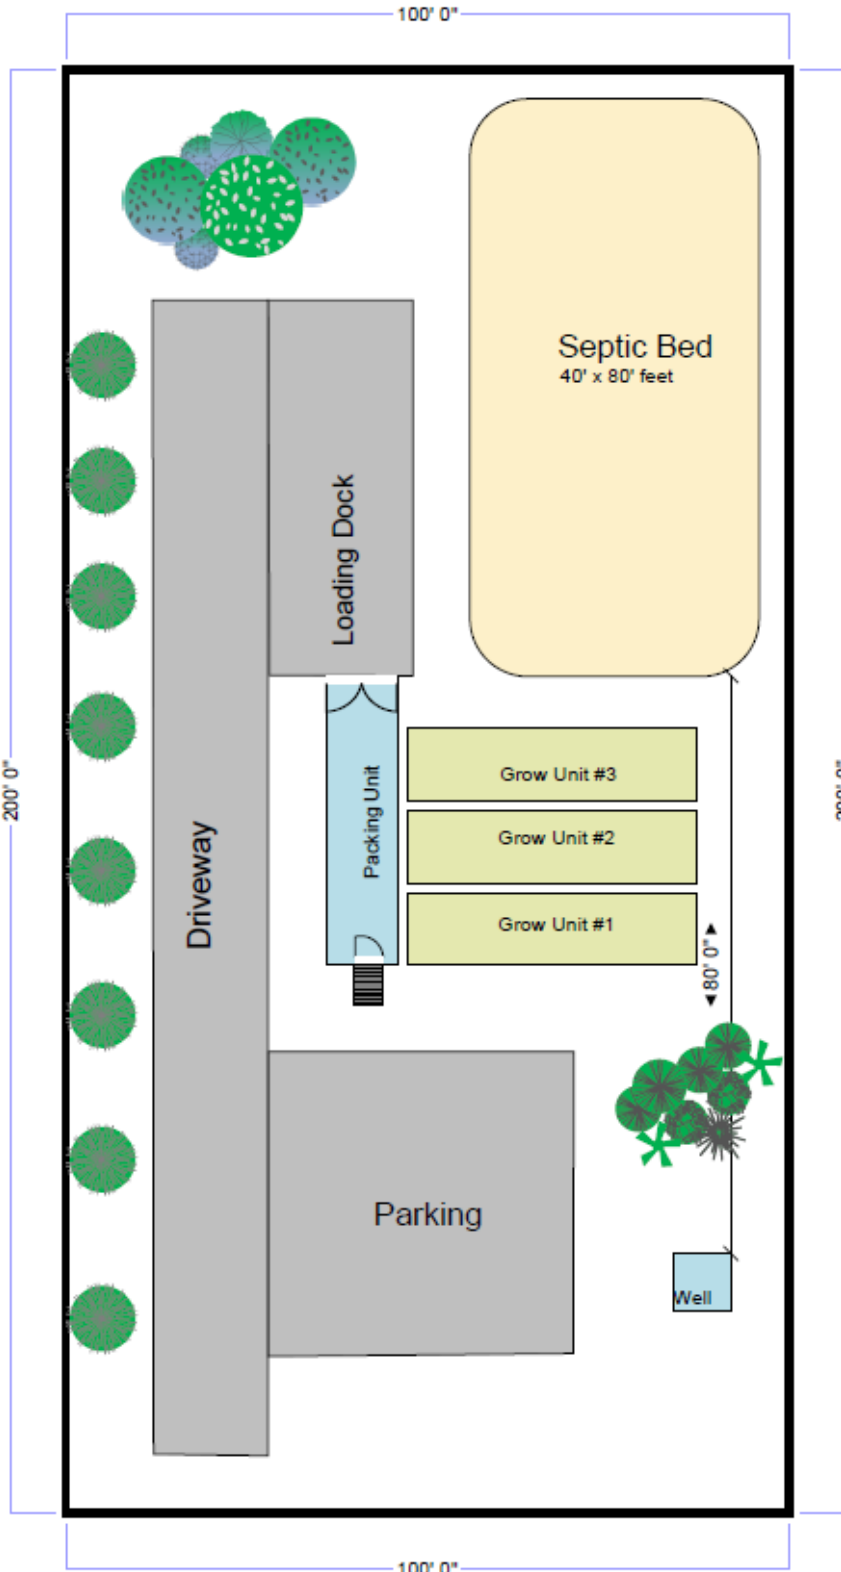 100' 0"
Septic Bed
40' x 80' feet
Loading Dock
200' 0"
Packing Unit
Grow Unit #3
Grow Unit #2
Grow Unit #1
Driveway
80' 0"
Parking
Well
100' 0"